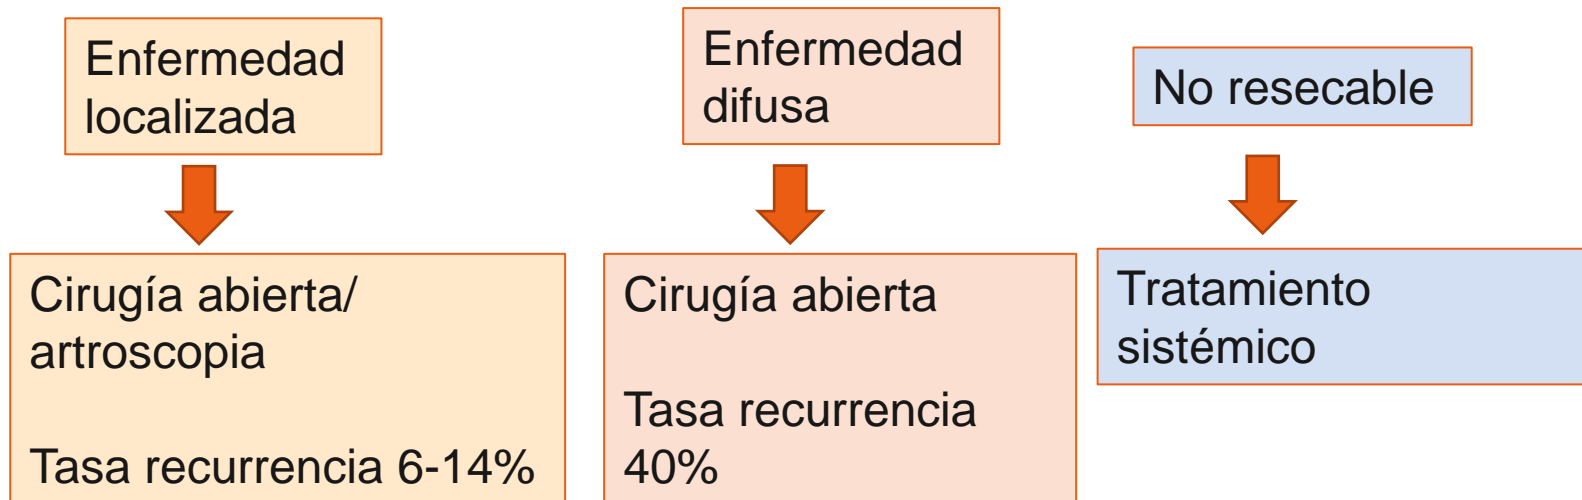 Enfermedad
localizada
Cirugía abierta/
artroscopia
Tasa recurrencia 6-14%
Enfermedad
difusa
Cirugía abierta
Tasa recurrencia
40%
No resecable
Tratamiento
sistémico